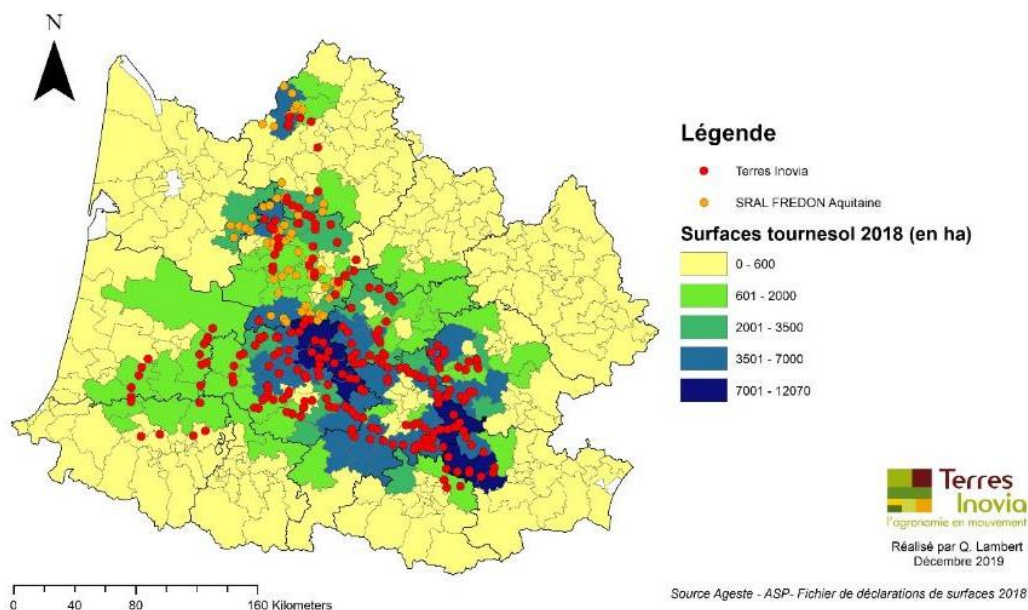 N
Légende
Terres Inovia
SRAL FREDON Aquitaine
Surfaces tournesol 2018 (en ha)
0 - 600
601 - 2000
2001 - 3500
3501 - 7000
7001 - 12070
Terres
Inovia
l'agronomie en mouvement
Réalisé par Q. Lambert
Décembre 2019
0 40 80 160 Kilometers
Source Ageste - ASP- Fichier de déclarations de surfaces 2018